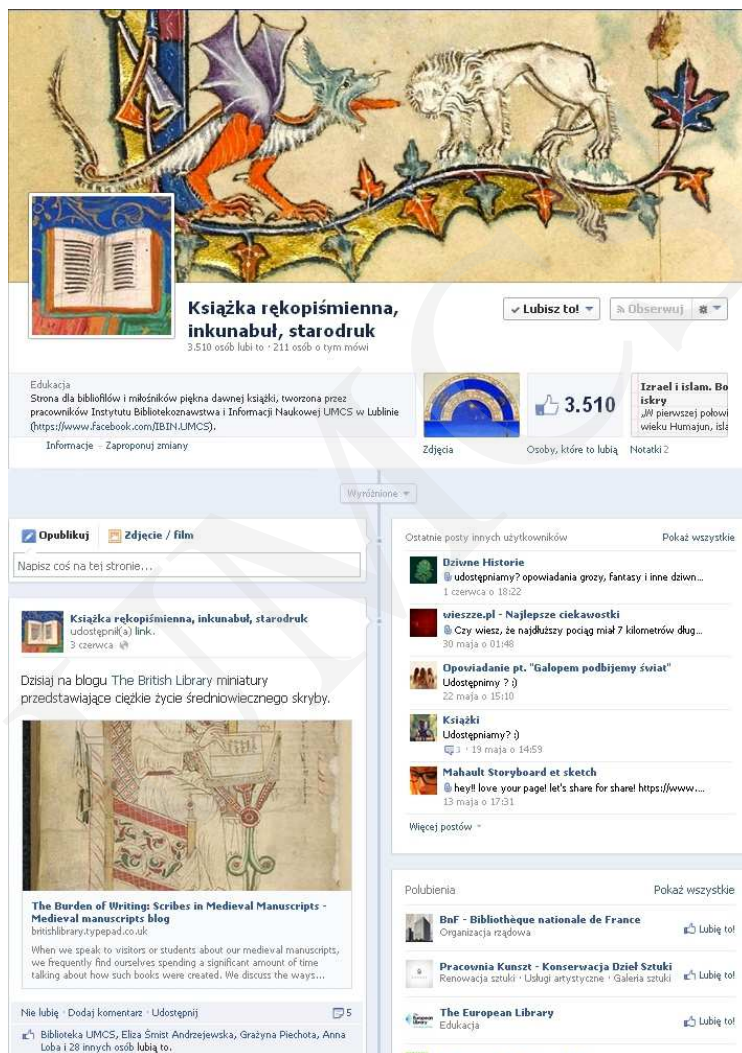 Książka rękopiśmienna,
inkunabuł, starodruk
3.510 osób lubi to · 211 osób o tym mówi
Lubisz to!
Obserwuj
Edukacja
Strona dla bibliofilów i miłośników piękna dawnej książki, tworzona przez
pracowników Instytutu Bibliotekoznawstwa i Informacji Naukowej UMCS w Lublinie
(https://www.facebook.com/IBIN.UMCS).
Informacje - Zaproponuj zmiany
Zdjęcia
3.510
Osoby, które to lubią
Izrael i islam. Bo
iskry
„W pierwszej połowi
wieku Humajun, isla
Notatki 2
Wyróżnione
Opublikuj
Zdjęcie / film
Napisz coś na tej stronie...
Książka rękopiśmienna, inkunabuł, starodruk
udostępnił(a) link.
3 czerwca
Dzisiaj na blogu The British Library miniatury
przedstawiające ciężkie życie średniowiecznego skryby.
The Burden of Writing: Scribes in Medieval Manuscripts -
Medieval manuscripts blog
britishlibrary.typepad.co.uk
When we speak to visitors or students about our medieval manuscripts,
we frequently find ourselves spending a significant amount of time
talking about how such books were created. We discuss the ways...
Nie lubię · Dodaj komentarz · Udostępnij
5
Biblioteka UMCS, Eliza Śmist Andrzejewska, Grażyna Piechota, Anna
Loba i 28 innych osób lubią to.
Ostatnie posty innych użytkowników
Pokaż wszystkie
Dziwne Historie
udostępniamy? opowiadania grozy, fantasy i inne dziwn...
1 czerwca o 18:22
wieszze.pl - Najlepsze ciekawostki
Czy wiesz, że najdłuższy pociąg miał 7 kilometrów dług...
30 maja o 01:48
Opowiadanie pt. "Galopem podbijemy świat"
Udostępnimy ? :)
22 maja o 15:10
Książki
Udostępniamy? :)
3 · 19 maja o 14:59
Mahault Storyboard et sketch
hey!! love your page! let's share for share! https://www....
13 maja o 17:31
Więcej postów
Polubienia
Pokaż wszystkie
BnF - Bibliothèque nationale de France
Organizacja rządowa
Lubię to!
Pracownia Kunszt - Konserwacja Dzieł Sztuki
Renowacja sztuki · Usługi artystyczne · Galeria sztuki
Lubię to!
The European Library
Edukacja
Lubię to!